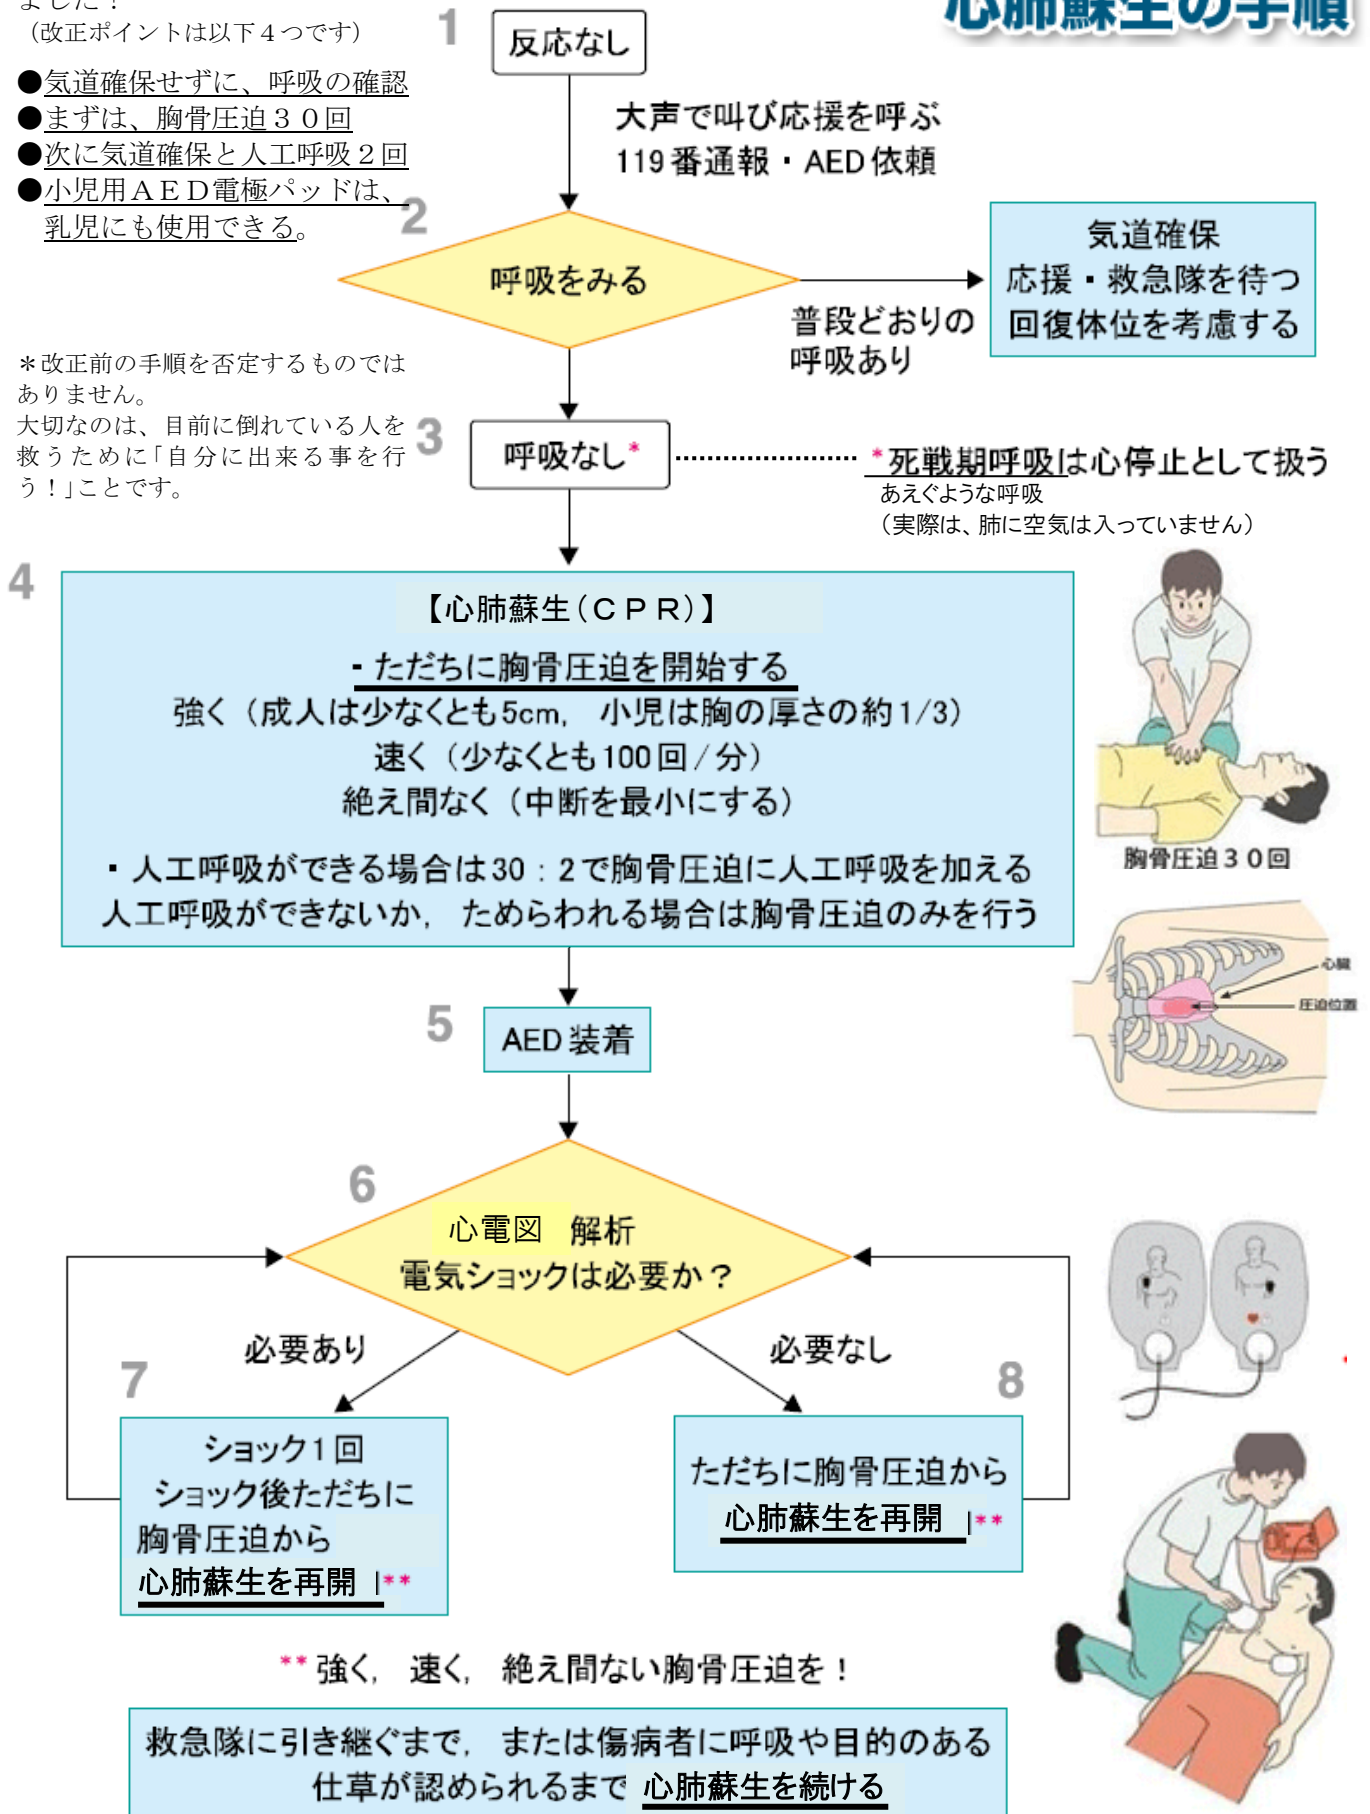 ました！
（改正ポイントは以下４つです）
●気道確保せずに、呼吸の確認
●まずは、胸骨圧迫３０回
●次に気道確保と人工呼吸２回
●小児用ＡＥＤ電極パッドは、
乳児にも使用できる。
＊改正前の手順を否定するものでは
ありません。
大切なのは、目前に倒れている人を
救うために「自分に出来る事を行
う！」ことです。
心肺蘇生の手順
1
反応なし
大声で叫び応援を呼ぶ
119番通報・AED依頼
2
呼吸をみる
普段どおりの
呼吸あり
気道確保
応援・救急隊を待つ
回復体位を考慮する
3
呼吸なし*
*死戦期呼吸は心停止として扱う
あえぐような呼吸
（実際は、肺に空気は入っていません）
4
【心肺蘇生（ＣＰＲ）】
・ただちに胸骨圧迫を開始する
強く（成人は少なくとも5cm, 小児は胸の厚さの約1/3）
速く（少なくとも100回/分）
絶え間なく（中断を最小にする）
・人工呼吸ができる場合は30：2で胸骨圧迫に人工呼吸を加える
人工呼吸ができないか, ためらわれる場合は胸骨圧迫のみを行う
胸骨圧迫３０回
心臓
圧迫位置
5
AED装着
6
心電図 解析
電気ショックは必要か？
必要あり
必要なし
7
ショック1回
ショック後ただちに
胸骨圧迫から
心肺蘇生を再開**
8
ただちに胸骨圧迫から
心肺蘇生を再開**
**強く, 速く, 絶え間ない胸骨圧迫を！
救急隊に引き継ぐまで, または傷病者に呼吸や目的のある
仕草が認められるまで 心肺蘇生を続ける